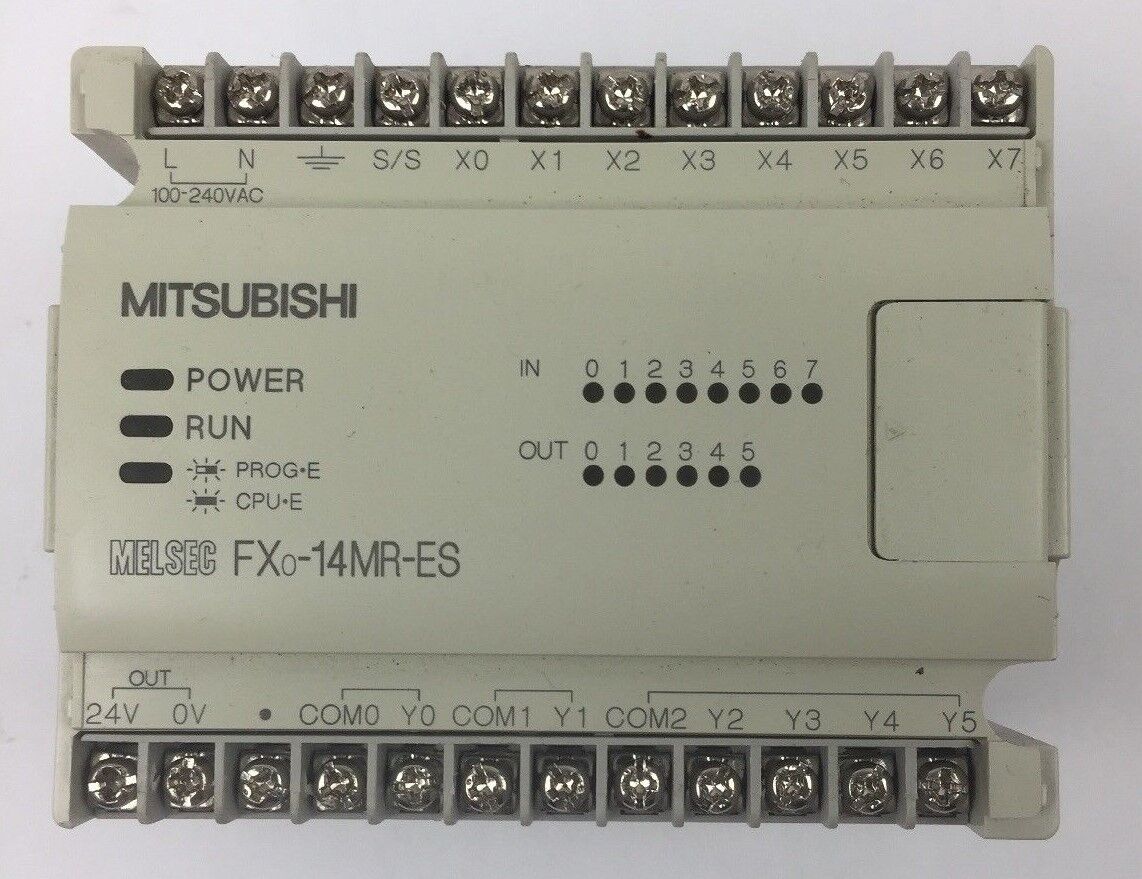 L N S/S X0 X1 X2 X3 X4 X5 X6 X7
100-240VAC
MITSUBISHI
POWER
RUN
PROG•E
CPU•E
IN 0 1 2 3 4 5 6 7
OUT 0 1 2 3 4 5
MELSEC FX0-14MR-ES
OUT
24V 0V • COM0 Y0 COM1 Y1 COM2 Y2 Y3 Y4 Y5